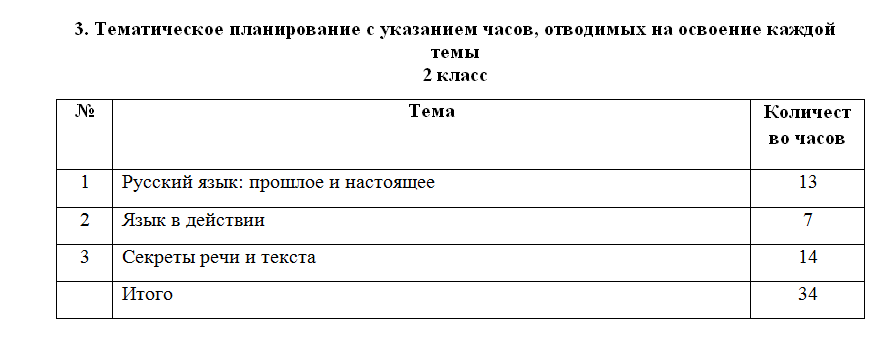 3. Тематическое планирование с указанием часов, отводимых на освоение каждой
темы
2 класс
№ Тема Количест
во часов
1 Русский язык: прошлое и настоящее 13
2 Язык в действии 7
3 Секреты речи и текста 14
Итого 34